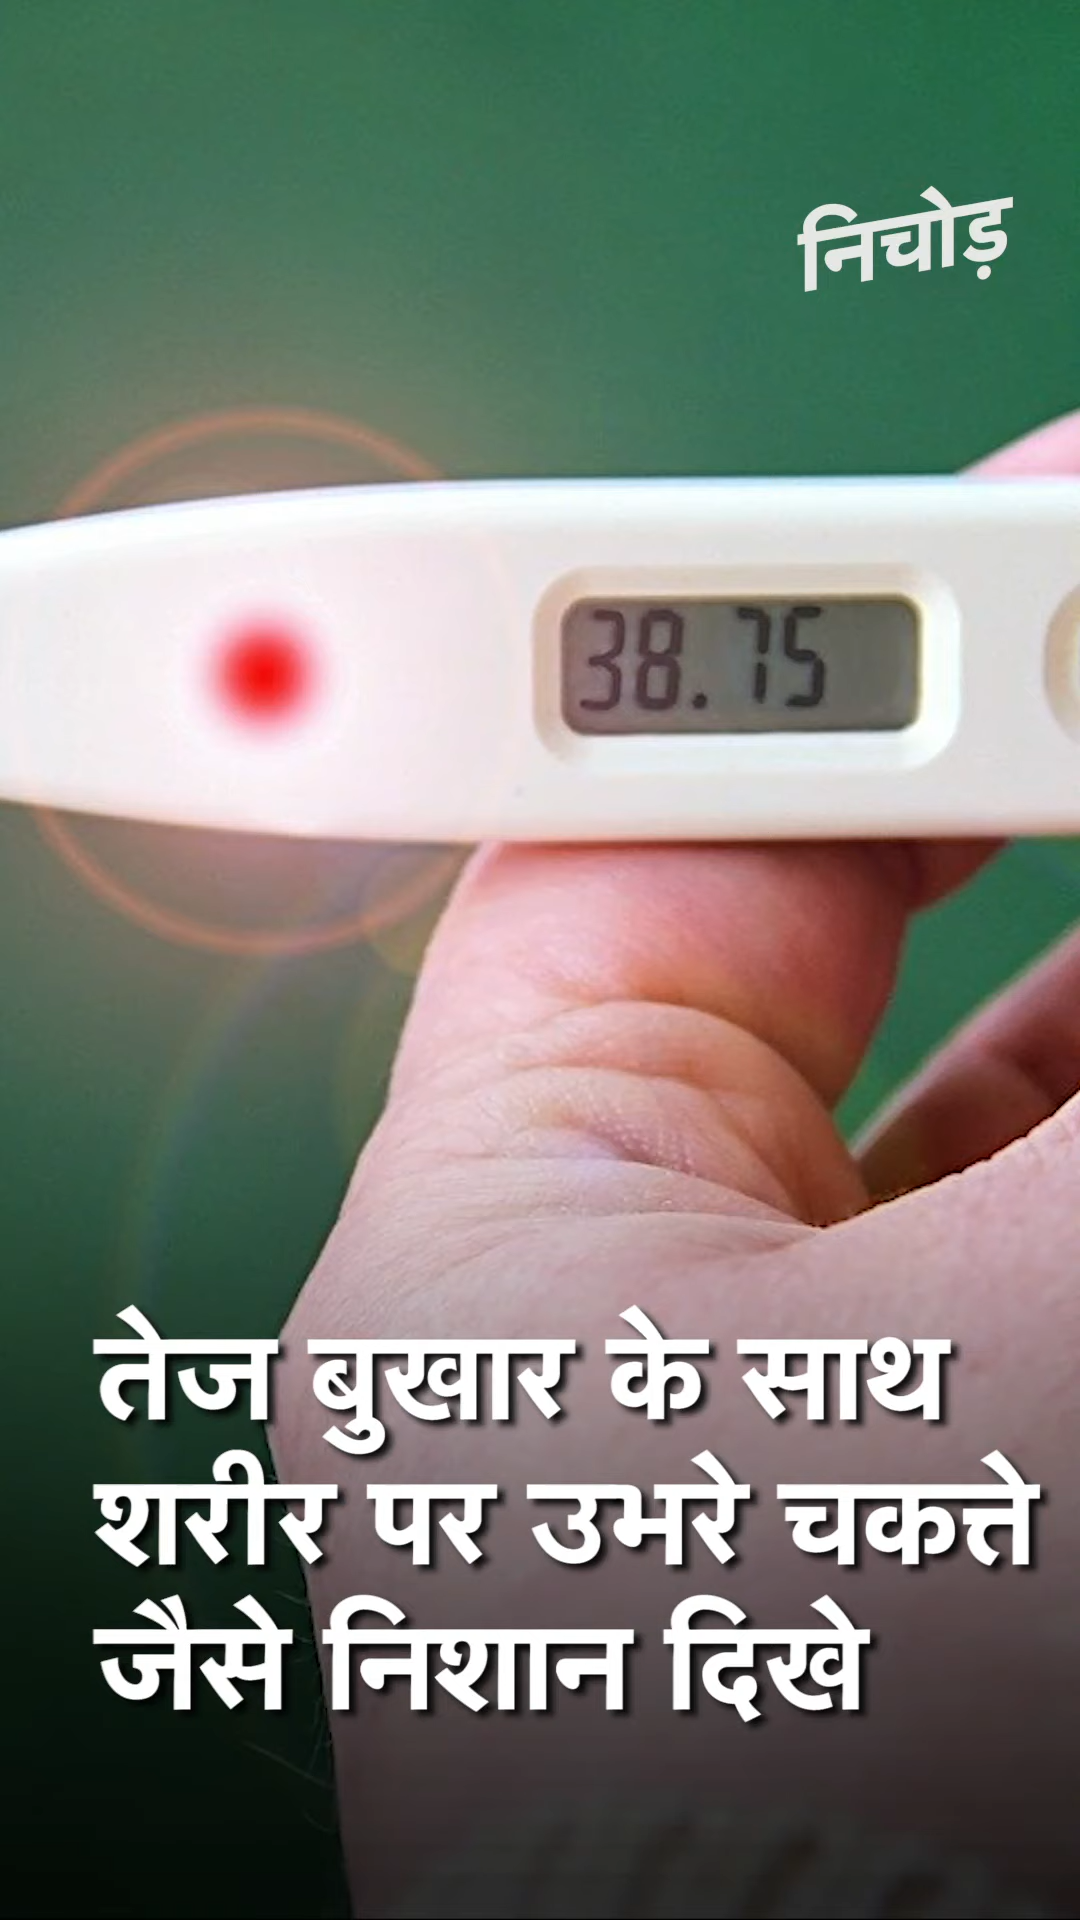 निचोड़
38.75
तेज बुखार के साथ
शरीर पर उभरे चकत्ते
जैसे निशान दिखे